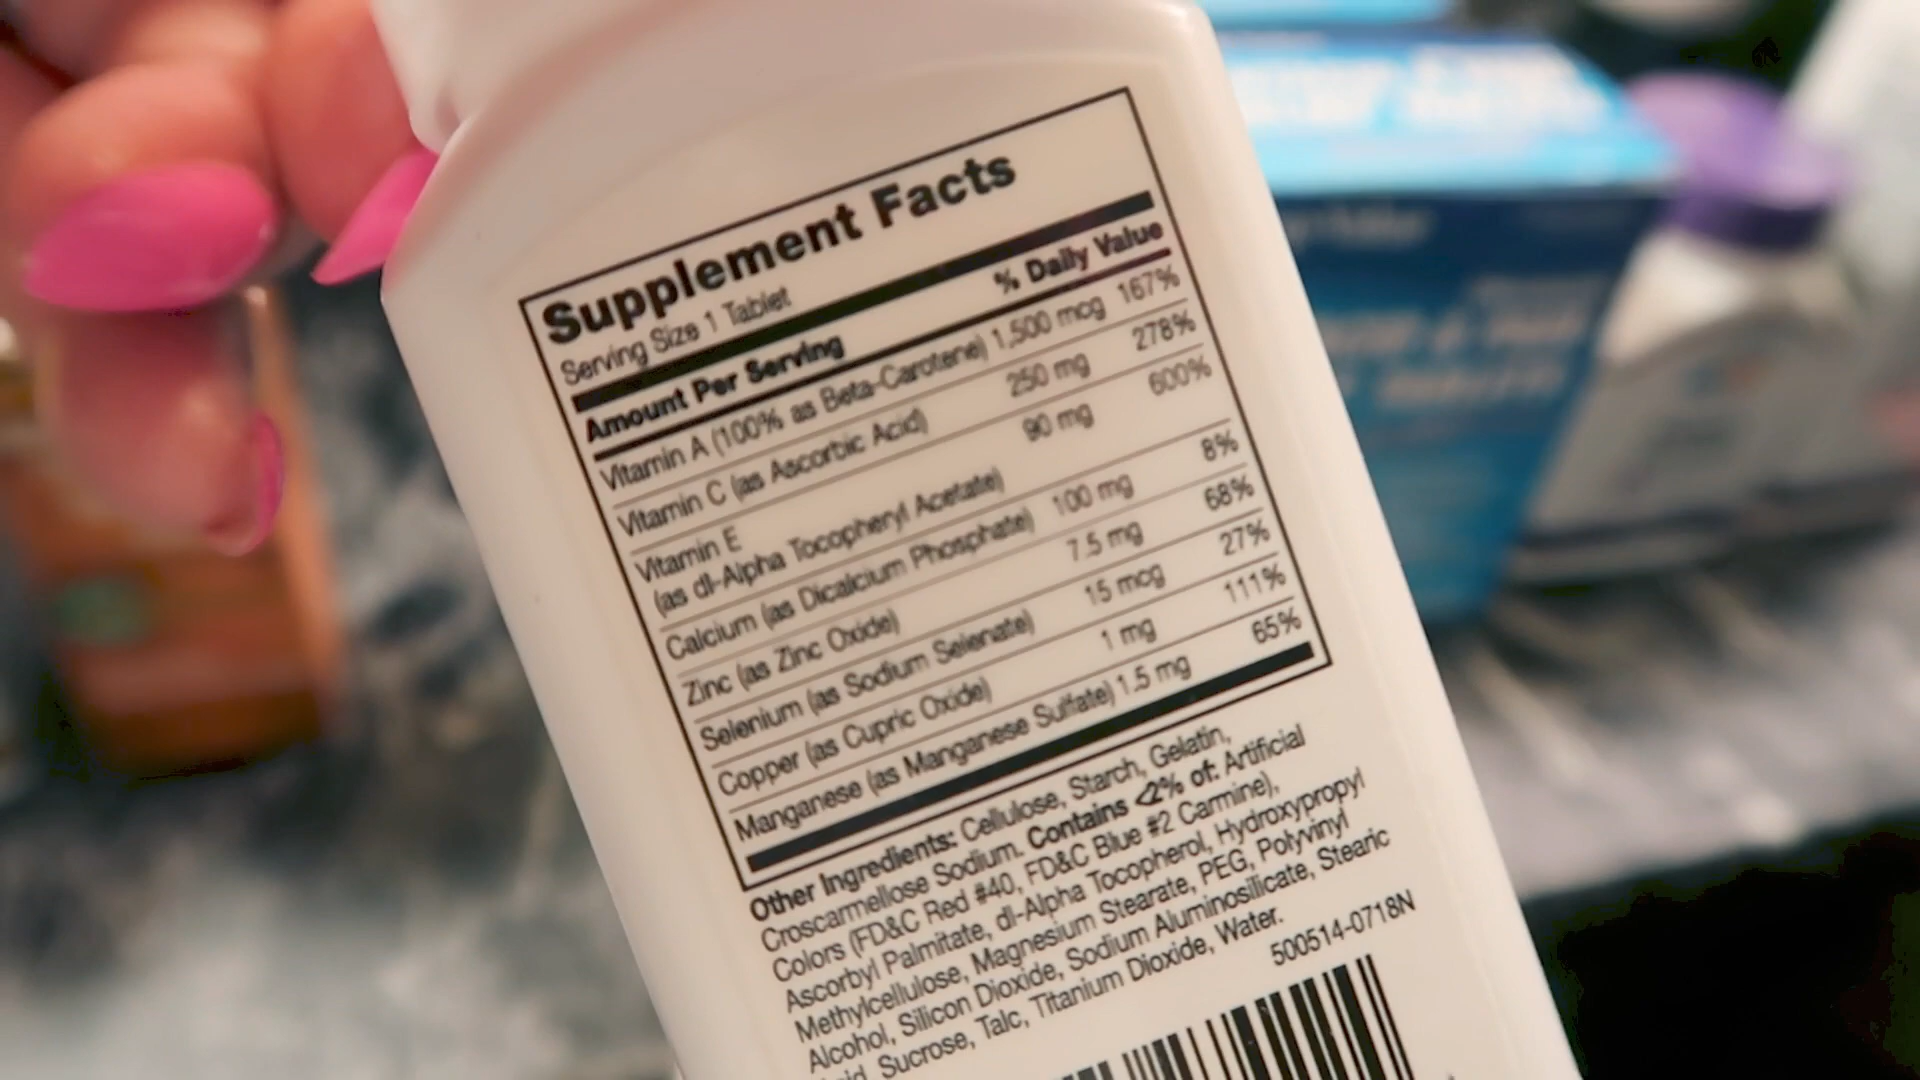 Supplement Facts
Serving Size 1 Tablet
Amount Per Serving % Daily Value
Vitamin A (100% as Beta-Carotene) 1,500 mcg 167%
Vitamin C (as Ascorbic Acid) 250 mg 278%
Vitamin E 90 mg 600%
(as dl-Alpha Tocopheryl Acetate)
Calcium (as Dicalcium Phosphate) 100 mg 8%
Zinc (as Zinc Oxide) 7.5 mg 68%
Selenium (as Sodium Selenate) 15 mcg 27%
Copper (as Cupric Oxide) 1 mg 111%
Manganese (as Manganese Sulfate) 1.5 mg 65%
Other Ingredients: Cellulose, Starch, Gelatin,
Croscarmellose Sodium. Contains <2% of: Artificial
Colors (FD&C Red #40, FD&C Blue #2 Carmine),
Ascorbyl Palmitate, dl-Alpha Tocopherol, Hydroxypropyl
Methylcellulose, Magnesium Stearate, PEG, Polyvinyl
Alcohol, Silicon Dioxide, Sodium Aluminosilicate, Stearic
Sucrose, Talc, Titanium Dioxide, Water.
500514-0718N